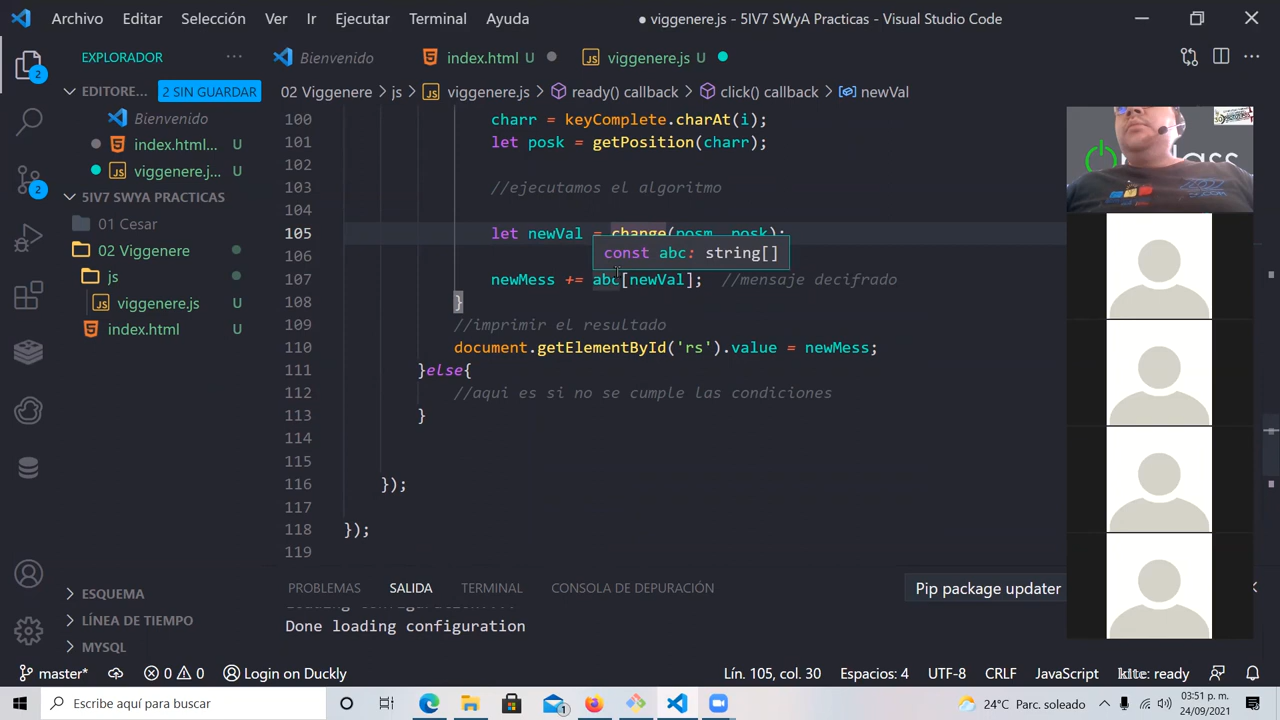 Archivo Editar Selección Ver Ir Ejecutar Terminal Ayuda
● viggenere.js - 5IV7 SWyA Practicas - Visual Studio Code
EXPLORADOR ···
Bienvenido
index.html U
viggenere.js U
EDITORE... 2 SIN GUARDAR
02 Viggenere > js > viggenere.js > ready() callback > click() callback > newVal
Bienvenido
index.html... U
viggenere.j... U
5IV7 SWYA PRACTICAS
01 Cesar
02 Viggenere
js
viggenere.js U
index.html U
ESQUEMA
LÍNEA DE TIEMPO
MYSQL
2
2
100 charr = keyComplete.charAt(i);
101 let posk = getPosition(charr);
102
103 //ejecutamos el algoritmo
104
105 let newVal = change(posm, posk);
const abc: string[]
106
107 newMess += abc[newVal]; //mensaje decifrado
108 }
109 //imprimir el resultado
110 document.getElementById('rs').value = newMess;
111 }else{
112 //aqui es si no se cumple las condiciones
113 }
114
115
116 });
117
118 });
119
PROBLEMAS SALIDA TERMINAL CONSOLA DE DEPURACIÓN
Pip package updater
Loading configuration...
Done loading configuration
master* 0 0 Login on Duckly
Lín. 105, col. 30 Espacios: 4 UTF-8 CRLF JavaScript kite: ready
Escribe aquí para buscar
1
24°C Parc. soleado
03:51 p. m.
24/09/2021